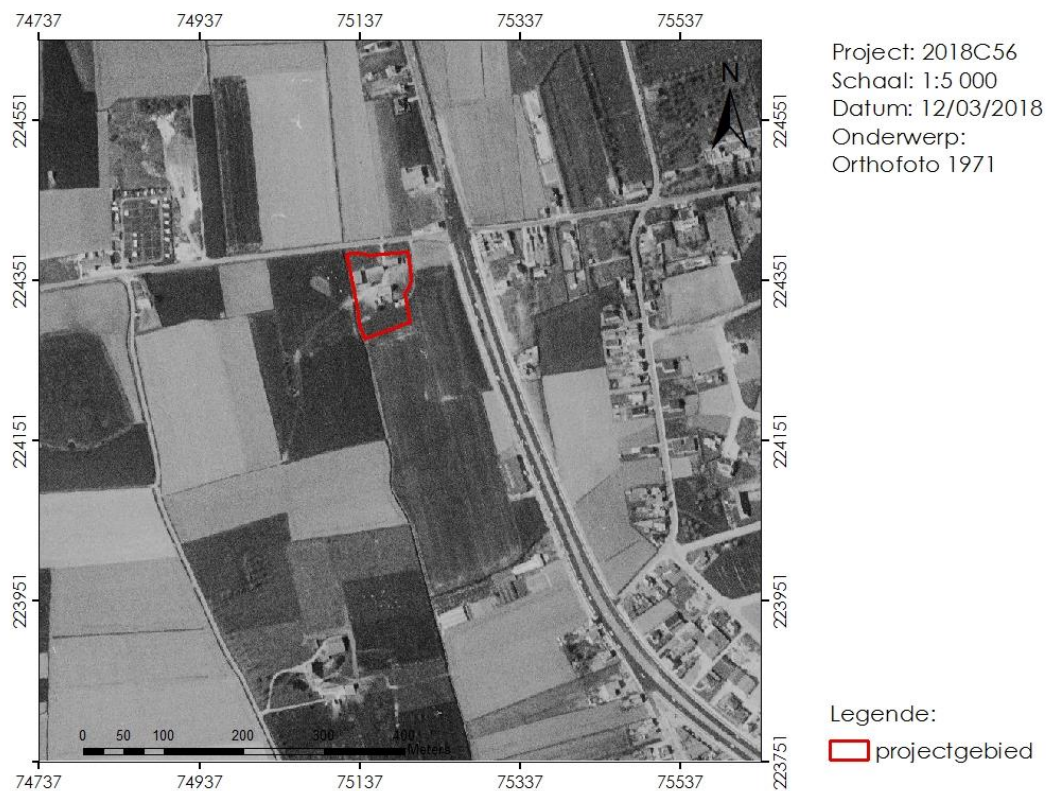 74737 74937 75137 75337 75537
Project: 2018C56
Schaal: 1:5 000
Datum: 12/03/2018
Onderwerp:
Orthofoto 1971
N
224551 224551
224351 224351
224151 224151
223951 223951
223751
0 50 100 200 300 400
Meters
74737 74937 75137 75337 75537
Legende:
projectgebied